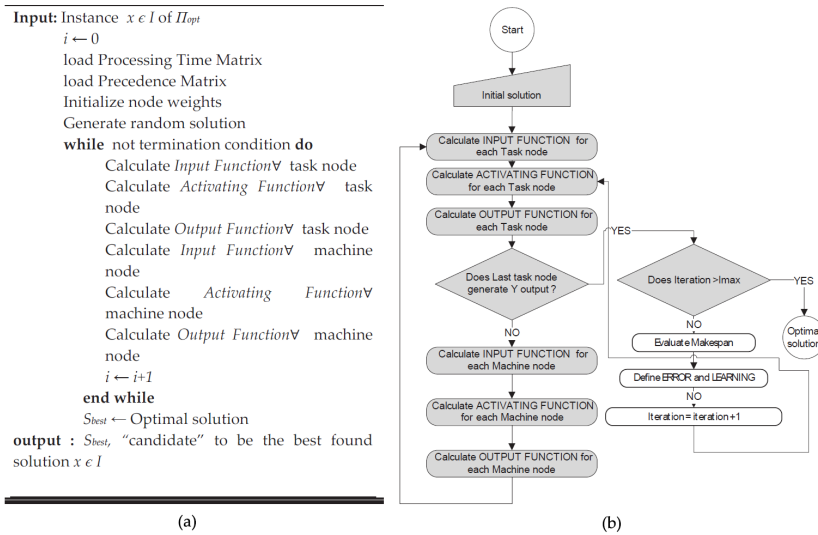 Input: Instance x ϵ I of Πopt
i ← 0
load Processing Time Matrix
load Precedence Matrix
Initialize node weights
Generate random solution
while not termination condition do
Calculate Input Function∀ task node
Calculate Activating Function∀ task
node
Calculate Output Function∀ task node
Calculate Input Function∀ machine
node
Calculate Activating Function∀
machine node
Calculate Output Function∀ machine
node
i ← i+1
end while
Sbest ← Optimal solution
output : Sbest, “candidate” to be the best found
solution x ϵ I
(a)
Start
Initial solution
Calculate INPUT FUNCTION for
each Task node
Calculate ACTIVATING FUNCTION
for each Task node
Calculate OUTPUT FUNCTION for
each Task node
Does Last task node
generate Y output ?
YES
NO
Calculate INPUT FUNCTION for
each Machine node
Calculate ACTIVATING FUNCTION
for each Machine node
Calculate OUTPUT FUNCTION for
each Machine node
Does Iteration >Imax
YES
Optimal
solution
NO
Evaluate Makespan
Define ERROR and LEARNING
NO
Iteration = iteration +1
(b)